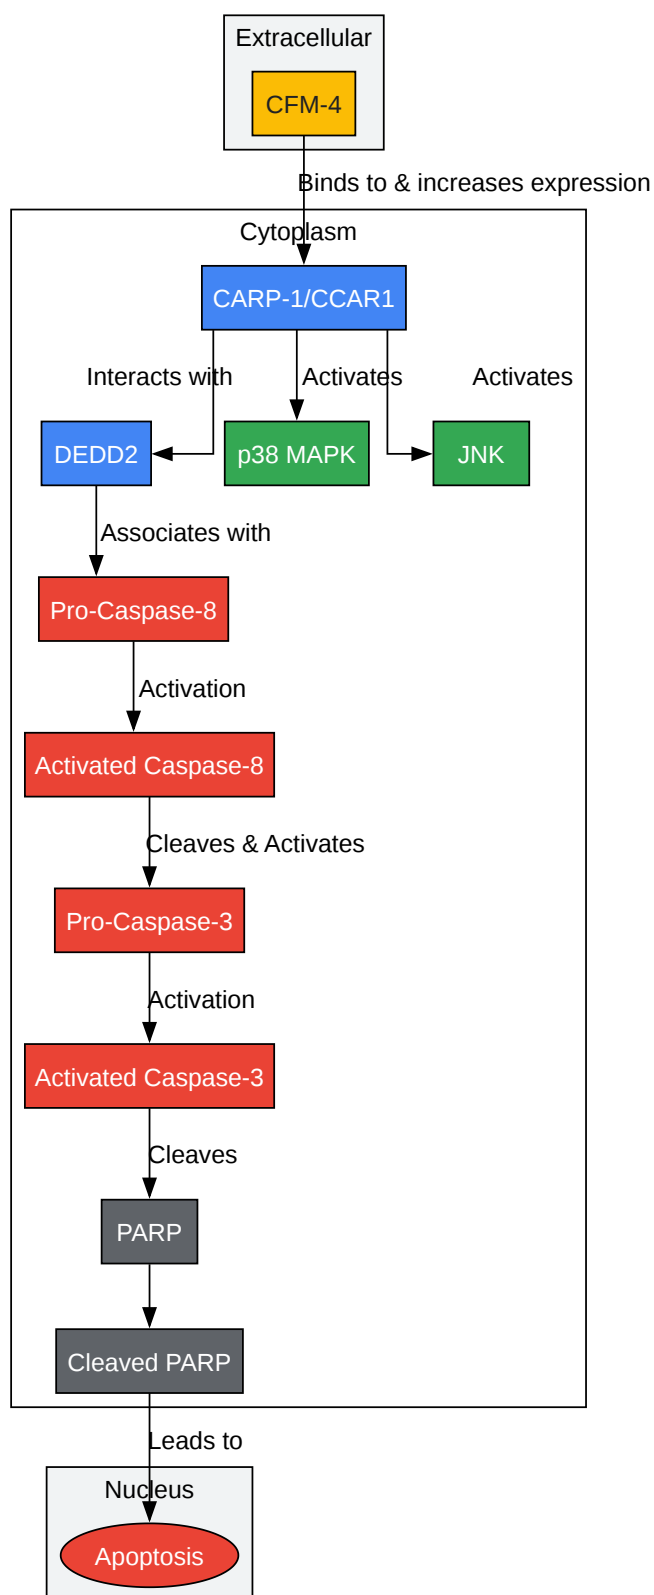 Extracellular
CFM-4
Binds to & increases expression
Cytoplasm
CARP-1/CCAR1
Interacts with
Activates
Activates
DEDD2
p38 MAPK
JNK
Associates with
Pro-Caspase-8
Activation
Activated Caspase-8
Cleaves & Activates
Pro-Caspase-3
Activation
Activated Caspase-3
Cleaves
PARP
Cleaved PARP
Leads to
Nucleus
Apoptosis